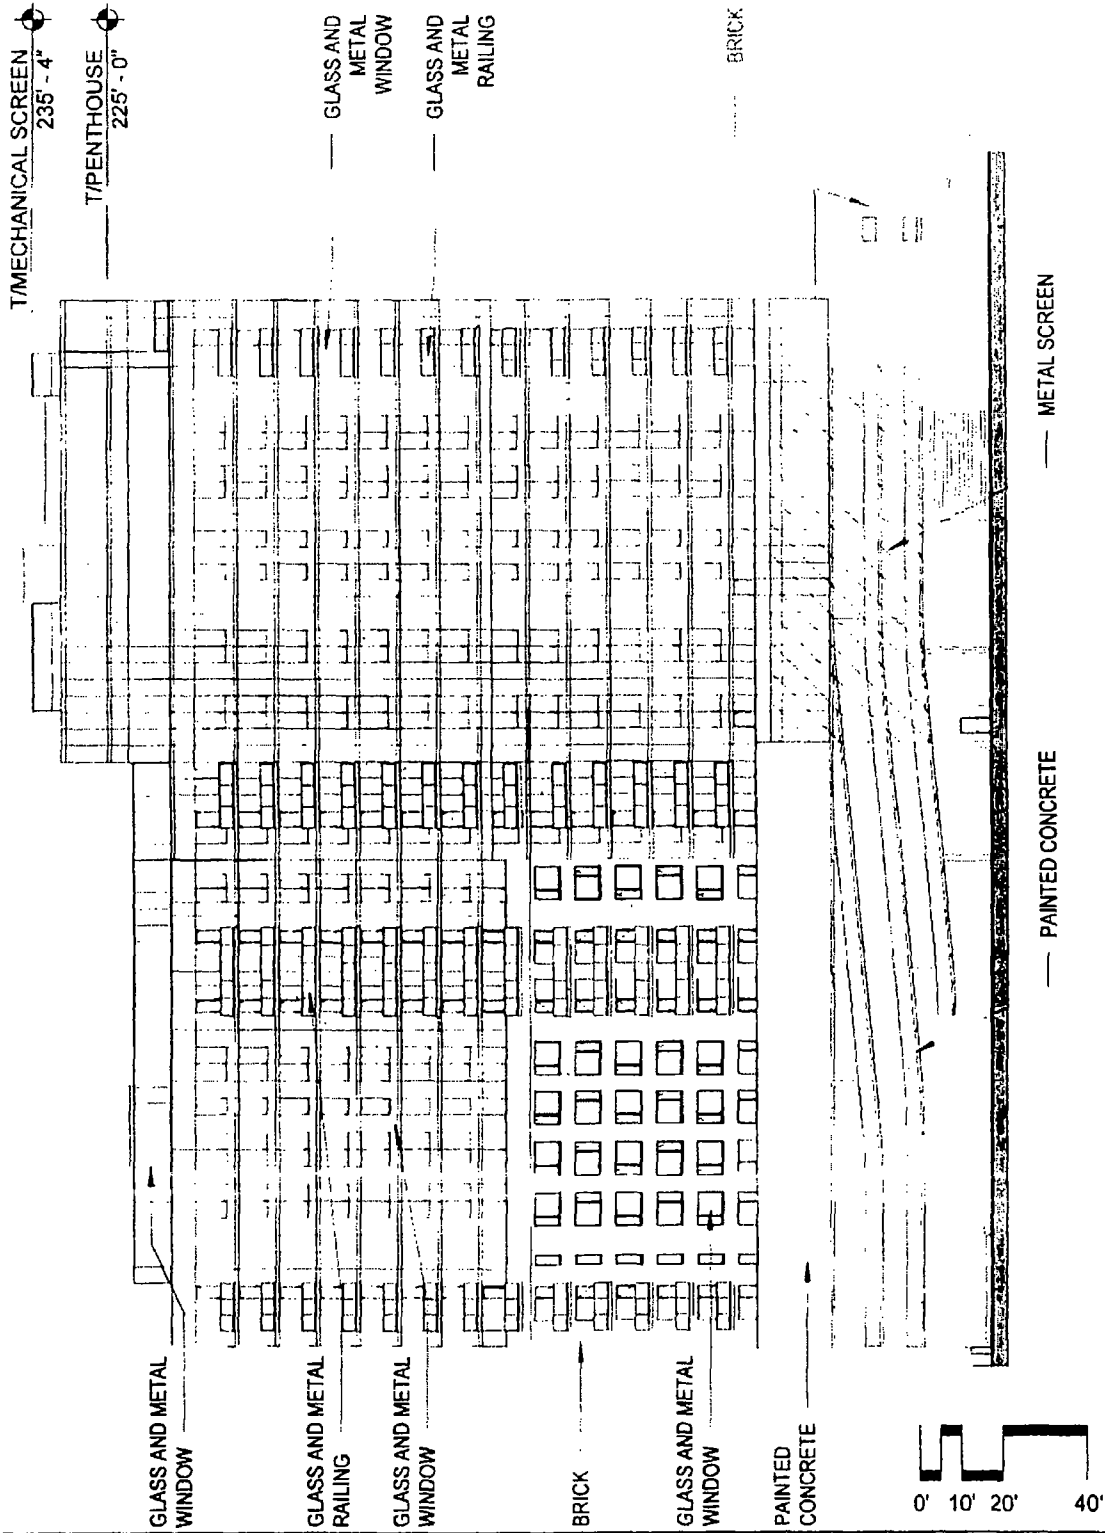 T/MECHANICAL SCREEN
235' - 4"
T/PENTHOUSE
225' - 0"
GLASS AND
METAL
WINDOW
GLASS AND
METAL
RAILING
BRICK
METAL SCREEN
PAINTED CONCRETE
GLASS AND METAL
WINDOW
GLASS AND METAL
RAILING
GLASS AND METAL
WINDOW
BRICK
GLASS AND METAL
WINDOW
PAINTED
CONCRETE
0' 10' 20' 40'